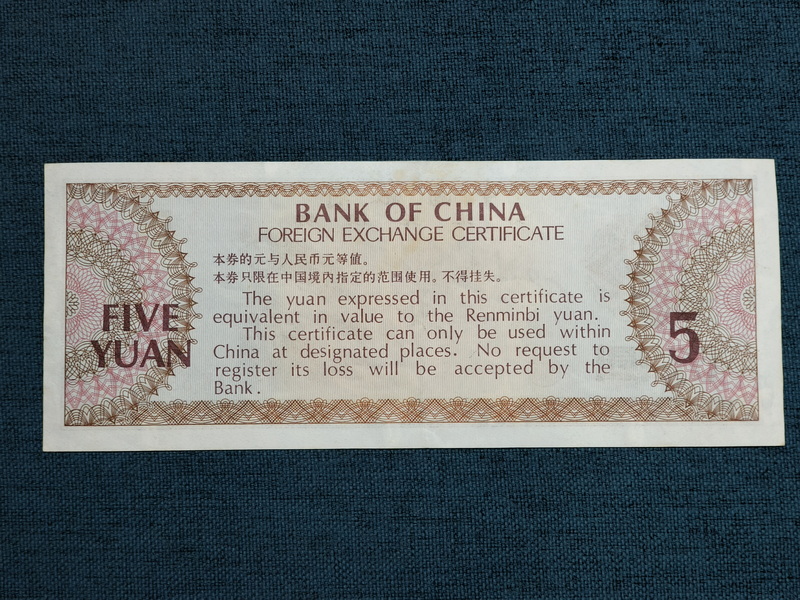 BANK OF CHINA
FOREIGN EXCHANGE CERTIFICATE
本券的元与人民币元等值。
本券只限在中国境内指定的范围使用。不得挂失。
The yuan expressed in this certificate is
equivalent in value to the Renminbi yuan.
This certificate can only be used within
China at designated places. No request to
register its loss will be accepted by the
Bank.
FIVE
YUAN
5